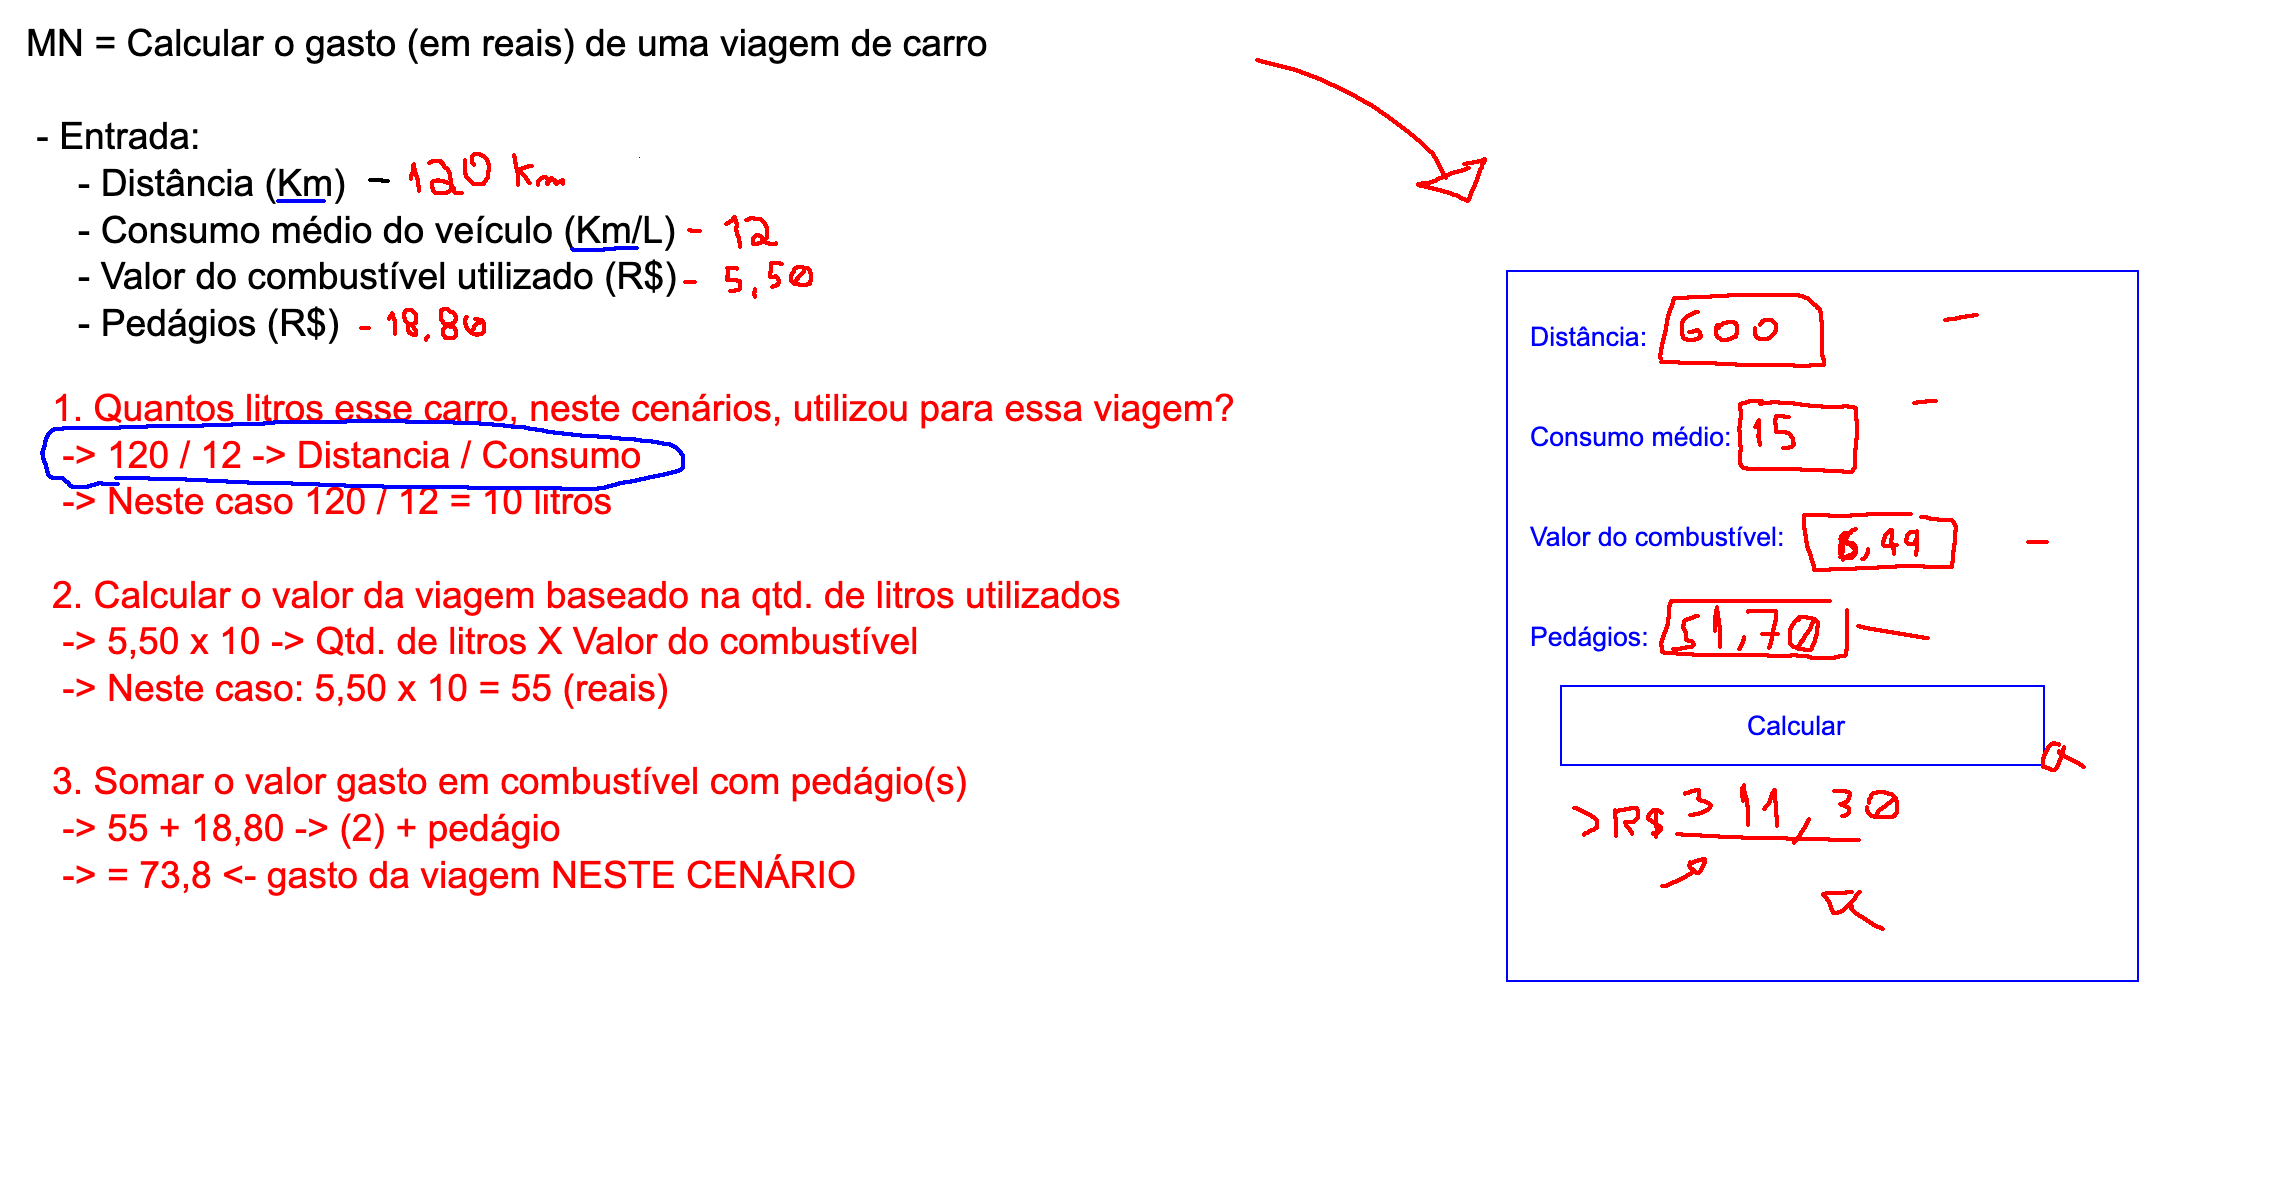 MN = Calcular o gasto (em reais) de uma viagem de carro
- Entrada:
- Distância (Km) - 120 Km
- Consumo médio do veículo (Km/L) - 12
- Valor do combustível utilizado (R$) - 5,50
- Pedágios (R$) - 18,80
1. Quantos litros esse carro, neste cenários, utilizou para essa viagem?
-> 120 / 12 -> Distancia / Consumo
-> Neste caso 120 / 12 = 10 litros
2. Calcular o valor da viagem baseado na qtd. de litros utilizados
-> 5,50 x 10 -> Qtd. de litros X Valor do combustível
-> Neste caso: 5,50 x 10 = 55 (reais)
3. Somar o valor gasto em combustível com pedágio(s)
-> 55 + 18,80 -> (2) + pedágio
-> = 73,8 <- gasto da viagem NESTE CENÁRIO
Distância: 600
Consumo médio: 15
Valor do combustível: 6,49
Pedágios: 51,70
Calcular
> R$ 311,30